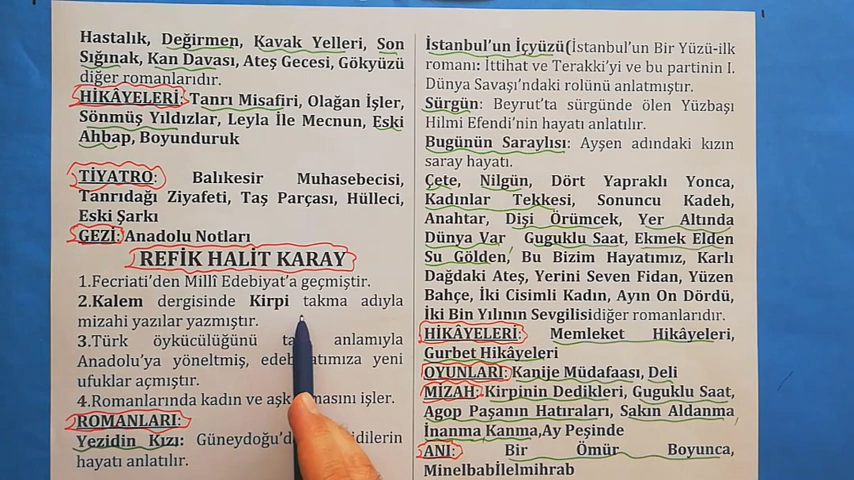 Hastalık, Değirmen, Kavak Yelleri, Son
Sığınak, Kan Davası, Ateş Gecesi, Gökyüzü
diğer romanlarıdır.
HİKÂYELERİ: Tanrı Misafiri, Olağan İşler,
Sönmüş Yıldızlar, Leyla İle Mecnun, Eski
Ahbap, Boyunduruk
TİYATRO: Balıkesir Muhasebecisi,
Tanrıdağı Ziyafeti, Taş Parçası, Hülleci,
Eski Şarkı
GEZİ: Anadolu Notları
REFİK HALİT KARAY
1.Fecriati'den Millî Edebiyat'a geçmiştir.
2.Kalem dergisinde Kirpi takma adıyla
mizahi yazılar yazmıştır.
3.Türk öykücülüğünü anlamıyla
Anadolu'ya yöneltmiş, yeni
ufuklar açmıştır.
4.Romanlarında kadın ve aşk işler.
ROMANLARI:
Yezidin Kızı:
hayatı anlatılır.
İstanbul'un İçyüzü(İstanbul'un Bir Yüzü-ilk
romanı: İttihat ve Terakki'yi ve bu partinin I.
Dünya Savaşı'ndaki rolünü anlatmıştır.
Sürgün: Beyrut'ta sürgünde ölen Yüzbaşı
Hilmi Efendi'nin hayatı anlatılır.
Bugünün Saraylısı: Ayşen adındaki kızın
saray hayatı.
Çete, Nilgün, Dört Yapraklı Yonca,
Kadınlar Tekkesi, Sonuncu Kadeh,
Anahtar, Dişi Örümcek, Yer Altında
Dünya Var Guguklu Saat, Ekmek Elden
Su Gölden, Bu Bizim Hayatımız, Karlı
Dağdaki Ateş, Yerini Seven Fidan, Yüzen
Bahçe, İki Cisimli Kadın, Ayın On Dördü,
İki Bin Yılının Sevgilisidiğer romanlarıdır.
HİKÂYELERİ: Memleket Hikâyeleri,
Gurbet Hikâyeleri
OYUNLARI: Kanije Müdafaası, Deli
MİZAH: Kirpinin Dedikleri, Guguklu Saat,
Agop Paşanın Hatıraları, Sakın Aldanma
İnanma Kanma,Ay Peşinde
ANI: Bir Ömür Boyunca,
Minelbabİlelmihrab